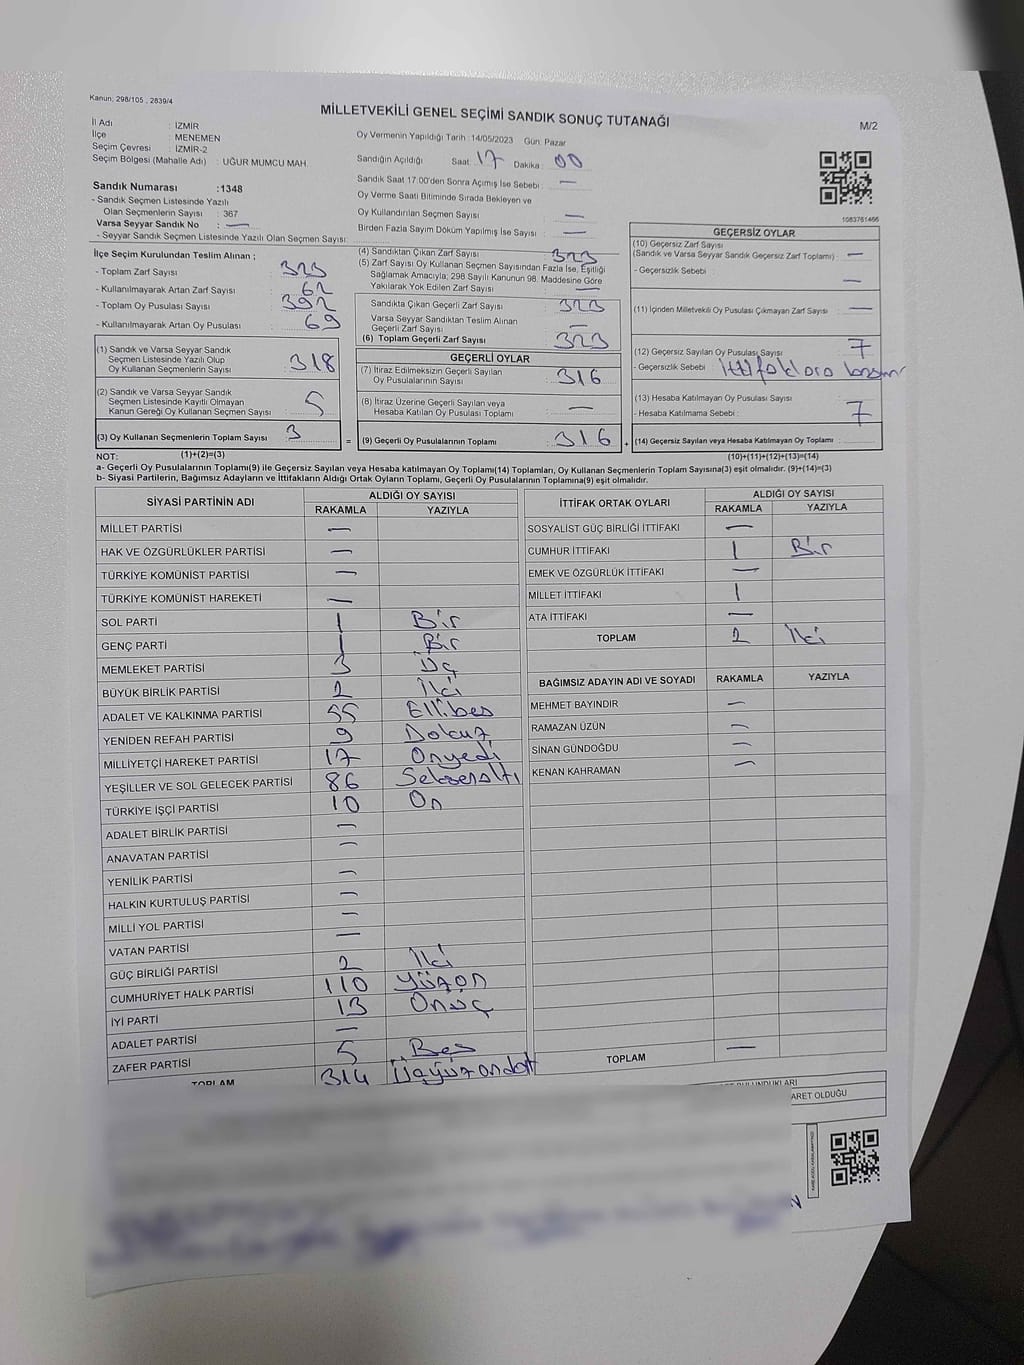 Kanun; 298/105 , 2839/4
MİLLETVEKİLİ GENEL SEÇİMİ SANDIK SONUÇ TUTANAĞI
M/2
İl Adı : İZMİR
İlçe : MENEMEN
Seçim Çevresi : İZMİR-2
Seçim Bölgesi (Mahalle Adı) : UĞUR MUMCU MAH.
Sandık Numarası :1348
- Sandık Seçmen Listesinde Yazılı
Olan Seçmenlerin Sayısı : 367
Varsa Seyyar Sandık No : —
- Seyyar Sandık Seçmen Listesinde Yazılı Olan Seçmen Sayısı:
Oy Vermenin Yapıldığı Tarih :14/05/2023 Gün: Pazar
Sandığın Açıldığı Saat: 17 Dakika : 00
Sandık Saat 17:00'den Sonra Açılmış İse Sebebi : —
Oy Verme Saati Bitiminde Sırada Bekleyen ve
Oy Kullandırılan Seçmen Sayısı : —
Birden Fazla Sayım Döküm Yapılmış İse Sayısı : —
1083761466
İlçe Seçim Kurulundan Teslim Alınan ;
- Toplam Zarf Sayısı : 323
- Kullanılmayarak Artan Zarf Sayısı : 62
- Toplam Oy Pusulası Sayısı : 392
- Kullanılmayarak Artan Oy Pusulası : 69
(1) Sandık ve Varsa Seyyar Sandık
Seçmen Listesinde Yazılı Olup
Oy Kullanan Seçmenlerin Sayısı : 318
(2) Sandık ve Varsa Seyyar Sandık
Seçmen Listesinde Kayıtlı Olmayan
Kanun Gereği Oy Kullanan Seçmen Sayısı : 5
(3) Oy Kullanan Seçmenlerin Toplam Sayısı 3 =
(4) Sandıktan Çıkan Zarf Sayısı : 323
(5) Zarf Sayısı Oy Kullanan Seçmen Sayısından Fazla İse, Eşitliği
Sağlamak Amacıyla; 298 Sayılı Kanunun 98. Maddesine Göre
Yakılarak Yok Edilen Zarf Sayısı : —
Sandıkta Çıkan Geçerli Zarf Sayısı : 323
Varsa Seyyar Sandıktan Teslim Alınan
Geçerli Zarf Sayısı : —
(6) Toplam Geçerli Zarf Sayısı : 323
GEÇERLİ OYLAR
(7) İtiraz Edilmeksizin Geçerli Sayılan
Oy Pusulalarının Sayısı : 316
(8) İtiraz Üzerine Geçerli Sayılan veya
Hesaba Katılan Oy Pusulası Toplamı : —
(9) Geçerli Oy Pusulalarının Toplamı : 316 +
GEÇERSİZ OYLAR
(10) Geçersiz Zarf Sayısı
(Sandık ve Varsa Seyyar Sandık Geçersiz Zarf Toplamı) : —
- Geçersizlik Sebebi : —
(11) İçinden Milletvekili Oy Pusulası Çıkmayan Zarf Sayısı : —
(12) Geçersiz Sayılan Oy Pusulası Sayısı : 7
- Geçersizlik Sebebi : İttifaklara
(13) Hesaba Katılmayan Oy Pusulası Sayısı :
- Hesaba Katılmama Sebebi : 7
(14) Geçersiz Sayılan veya Hesaba Katılmayan Oy Toplamı :
NOT: (1)+(2)=(3) (10)+(11)+(12)+(13)=(14)
a- Geçerli Oy Pusulalarının Toplamı(9) ile Geçersiz Sayılan veya Hesaba katılmayan Oy Toplamı(14) Toplamları, Oy Kullanan Seçmenlerin Toplam Sayısına(3) eşit olmalıdır. (9)+(14)=(3)
b- Siyasi Partilerin, Bağımsız Adayların ve İttifakların Aldığı Ortak Oyların Toplamı, Geçerli Oy Pusulalarının Toplamına(9) eşit olmalıdır.
SİYASİ PARTİNİN ADI ALDIĞI OY SAYISI
RAKAMLA YAZIYLA
MİLLET PARTİSİ —
HAK VE ÖZGÜRLÜKLER PARTİSİ —
TÜRKİYE KOMÜNİST PARTİSİ —
TÜRKİYE KOMÜNİST HAREKETİ —
SOL PARTİ 1 Bir
GENÇ PARTİ 1 Bir
MEMLEKET PARTİSİ 3 Üç
BÜYÜK BİRLİK PARTİSİ 2 İki
ADALET VE KALKINMA PARTİSİ 55 Ellibes
YENİDEN REFAH PARTİSİ 9 Dokuz
MİLLİYETÇİ HAREKET PARTİSİ 17 Onyedi
YEŞİLLER VE SOL GELECEK PARTİSİ 86 Seksenaltı
TÜRKİYE İŞÇİ PARTİSİ 10 On
ADALET BİRLİK PARTİSİ —
ANAVATAN PARTİSİ —
YENİLİK PARTİSİ —
HALKIN KURTULUŞ PARTİSİ —
MİLLİ YOL PARTİSİ —
VATAN PARTİSİ —
GÜÇ BİRLİĞİ PARTİSİ 2 İki
CUMHURİYET HALK PARTİSİ 110 Yüzon
İYİ PARTİ 13 Onüç
ADALET PARTİSİ —
ZAFER PARTİSİ 5 Beş
TOPLAM 314 Üçyüzondört
İTTİFAK ORTAK OYLARI ALDIĞI OY SAYISI
RAKAMLA YAZIYLA
SOSYALİST GÜÇ BİRLİĞİ İTTİFAKI —
CUMHUR İTTİFAKI 1 Bir
EMEK VE ÖZGÜRLÜK İTTİFAKI —
MİLLET İTTİFAKI 1
ATA İTTİFAKI —
TOPLAM 2 İki
BAĞIMSIZ ADAYIN ADI VE SOYADI RAKAMLA YAZIYLA
MEHMET BAYINDIR —
RAMAZAN ÜZÜN —
SİNAN GÜNDOĞDU —
KENAN KAHRAMAN —
TOPLAM —
BULUNDUKLARI
ARET OLDUĞU